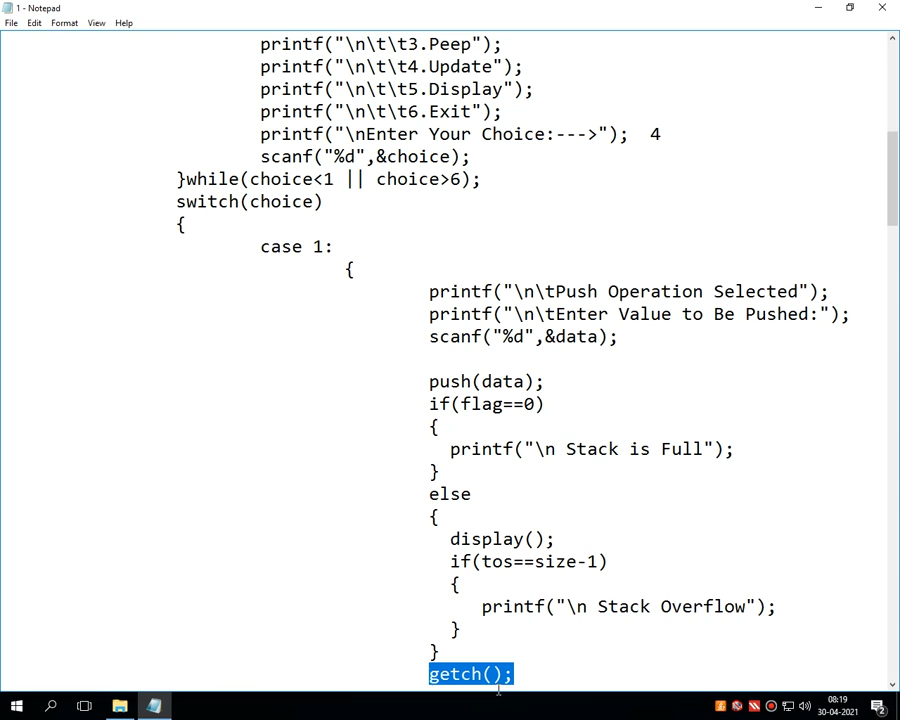 1 - Notepad
File Edit Format View Help
printf("\n\t\t3.Peep");
printf("\n\t\t4.Update");
printf("\n\t\t5.Display");
printf("\n\t\t6.Exit");
printf("\nEnter Your Choice:--->"); 4
scanf("%d",&choice);
}while(choice<1 || choice>6);
switch(choice)
{
case 1:
{
printf("\n\tPush Operation Selected");
printf("\n\tEnter Value to Be Pushed:");
scanf("%d",&data);
push(data);
if(flag==0)
{
printf("\n Stack is Full");
}
else
{
display();
if(tos==size-1)
{
printf("\n Stack Overflow");
}
}
getch();
08:19
30-04-2021
2